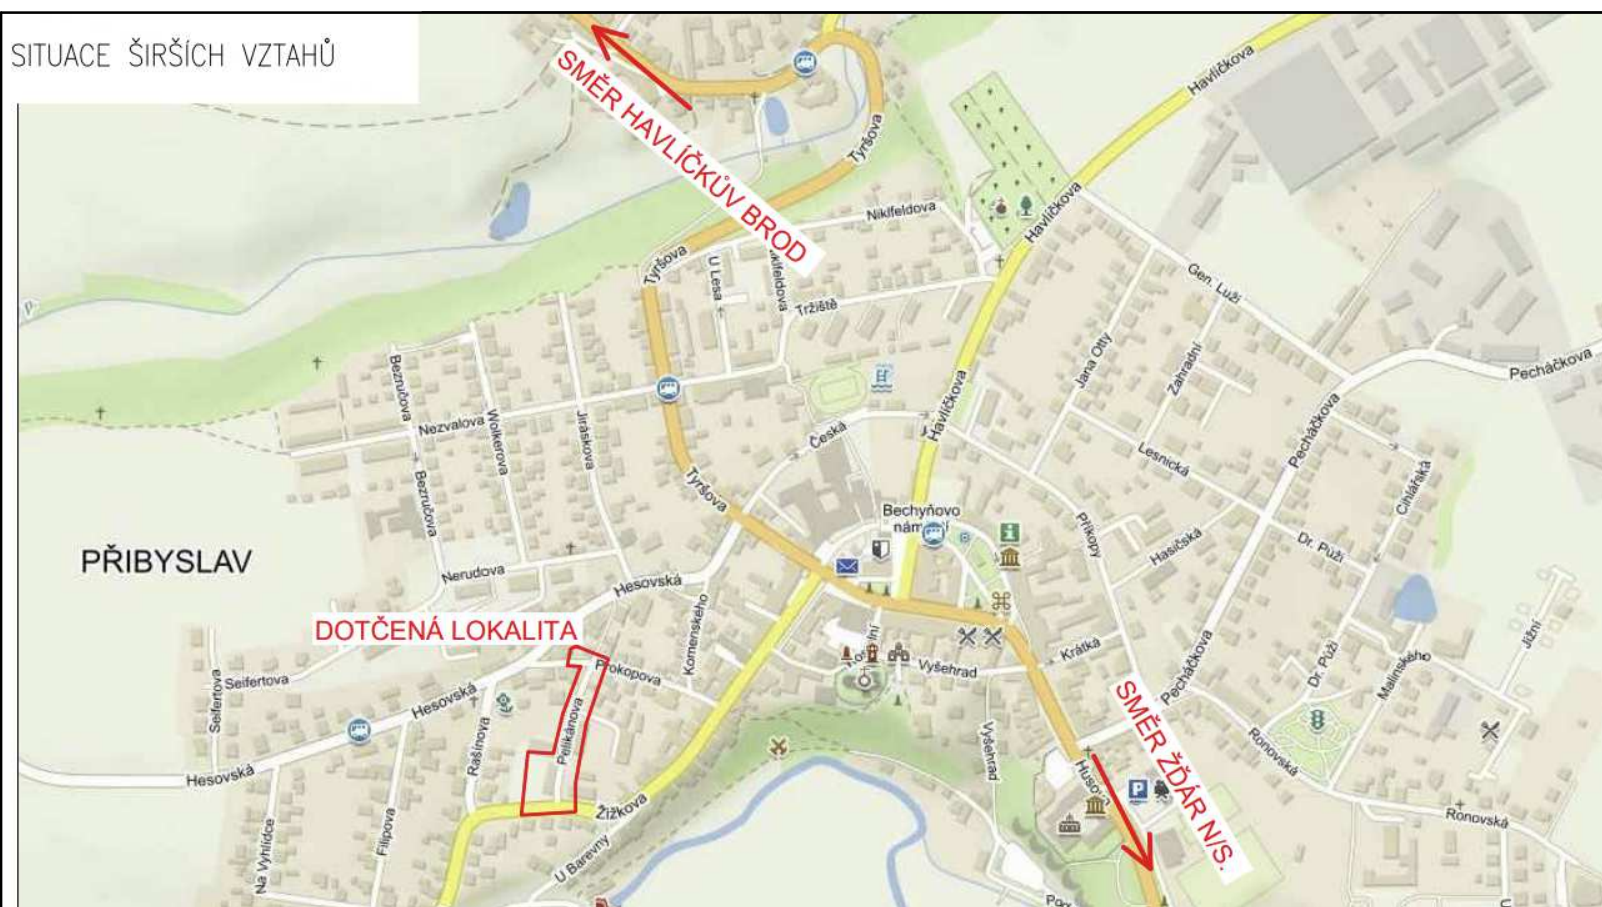 SITUACE ŠIRŠÍCH VZTAHŮ
SMĚR HAVLÍČKŮV BROD
Havlíčkova
Tyršova
Niklfeldova
Havlíčkova
Tyršova
U Lesa
Tržiště
Gen. Luží
Jana Otty
Zahradní
Pecháčkova
Bezručova
Wolkerova
Nezvalova
Jiráskova
Havlíčkova
Česká
Pecháčkova
Lesnická
Cihlářská
Bezručova
Tyršova
Bechyňovo
Příkopy
Hasičská
Dr. Půži
PŘIBYSLAV
Nerudova
Hesovská
Komenského
DOTČENÁ LOKALITA
Prokopova
Vyšehrad
Krátká
Pecháčkova
Dr. Půži
Malinského
Jižní
Seifertova
Seifertova
Hesovská
Rašínova
Pelikánova
Vyšehrad
SMĚR ŽĎÁR N/S.
Ronovská
Hesovská
Žižkova
P
Ronovská
Na Vyhlídce
Filipova
U Barevny